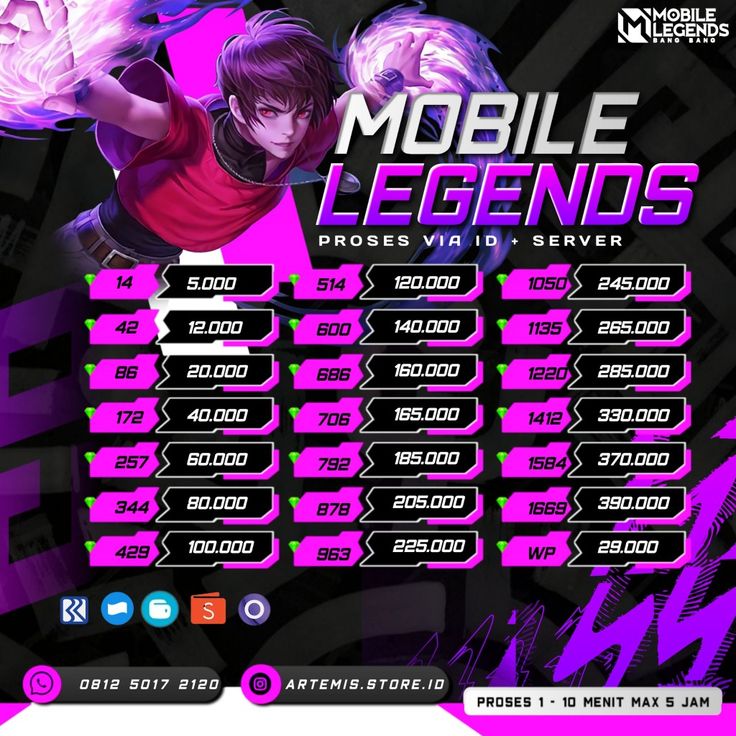 MOBILE
LEGENDS
BANG BANG
MOBILE
LEGENDS
PROSES VIA ID + SERVER
14 5.000
42 12.000
86 20.000
172 40.000
257 60.000
344 80.000
429 100.000
514 120.000
600 140.000
686 160.000
706 165.000
792 185.000
878 205.000
963 225.000
1050 245.000
1135 265.000
1220 285.000
1412 330.000
1584 370.000
1669 390.000
WP 29.000
0812 5017 2120
ARTEMIS.STORE.ID
PROSES 1 - 10 MENIT MAX 5 JAM